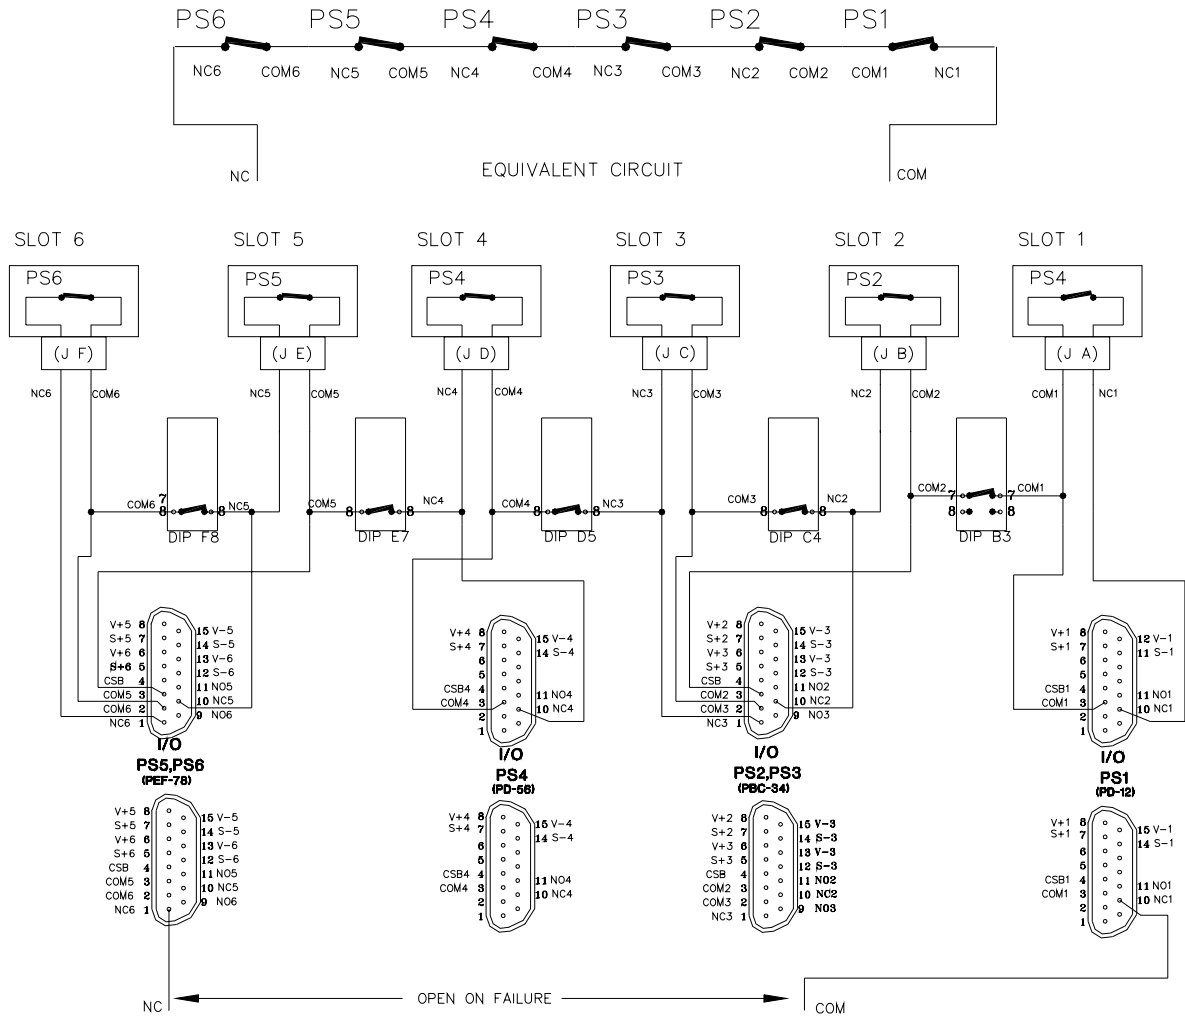 PS6 PS5 PS4 PS3 PS2 PS1
NC6 COM6 NC5 COM5 NC4 COM4 NC3 COM3 NC2 COM2 COM1 NC1
NC EQUIVALENT CIRCUIT COM
SLOT 6 SLOT 5 SLOT 4 SLOT 3 SLOT 2 SLOT 1
PS6 PS5 PS4 PS3 PS2 PS4
(J F) (J E) (J D) (J C) (J B) (J A)
NC6 COM6 NC5 COM5 NC4 COM4 NC3 COM3 NC2 COM2 COM1 NC1
COM6 7 8 8 NC5 COM5 8 8 NC4 COM4 8 8 NC3 COM3 8 8 NC2 COM2 7 7 COM1
8 8
DIP F8 DIP E7 DIP D5 DIP C4 DIP B3
V+5 8
S+5 7
V+6 6
S+6 5
CSB 4
COM5 3
COM6 2
NC6 1
15 V-5
14 S-5
13 V-6
12 S-6
11 NO5
10 NC5
9 NO6
I/O
PS5,PS6
(PEF-78)
V+4 8
S+4 7
6
5
CSB4 4
COM4 3
2
1
15 V-4
14 S-4
11 NO4
10 NC4
I/O
PS4
(PD-56)
V+2 8
S+2 7
V+3 6
S+3 5
CSB 4
COM2 3
COM3 2
NC3 1
15 V-3
14 S-3
13 V-3
12 S-3
11 NO2
10 NC2
9 NO3
I/O
PS2,PS3
(PBC-34)
V+1 8
S+1 7
6
5
CSB1 4
COM1 3
2
1
12 V-1
11 S-1
11 NO1
10 NC1
I/O
PS1
(PD-12)
V+5 8
S+5 7
V+6 6
S+6 5
CSB 4
COM5 3
COM6 2
NC6 1
15 V-5
14 S-5
13 V-6
12 S-6
11 NO5
10 NC5
9 NO6
V+4 8
S+4 7
6
5
CSB4 4
COM4 3
2
1
15 V-4
14 S-4
11 NO4
10 NC4
V+2 8
S+2 7
V+3 6
S+3 5
CSB 4
COM2 3
COM3 2
NC3 1
15 V-3
14 S-3
13 V-3
12 S-3
11 NO2
10 NC2
9 NO3
V+1 8
S+1 7
6
5
CSB1 4
COM1 3
2
1
15 V-1
14 S-1
11 NO1
10 NC1
NC OPEN ON FAILURE COM